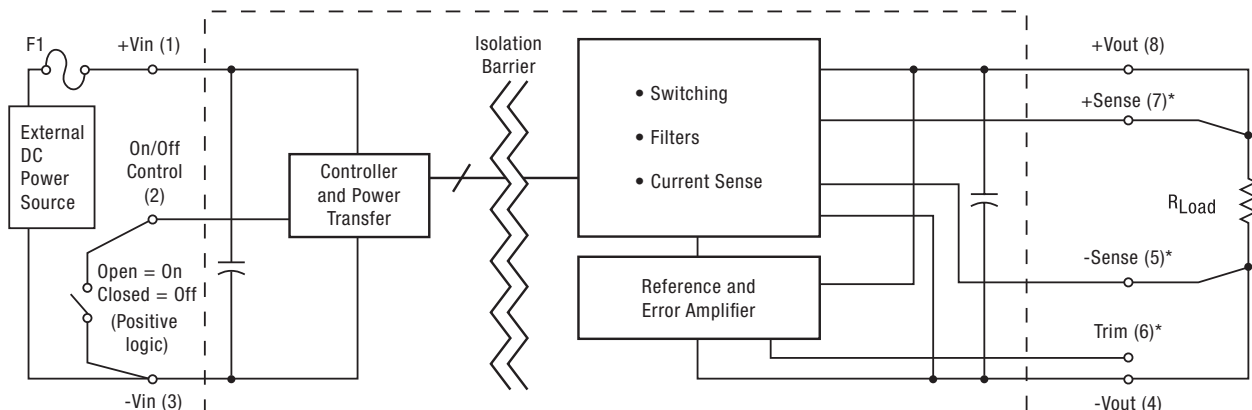 F1
+Vin (1)
External
DC
Power
Source
On/Off
Control
(2)
Open = On
Closed = Off
(Positive
logic)
-Vin (3)
Controller
and Power
Transfer
Isolation
Barrier
• Switching
• Filters
• Current Sense
Reference and
Error Amplifier
+Vout (8)
+Sense (7)*
RLoad
-Sense (5)*
Trim (6)*
-Vout (4)